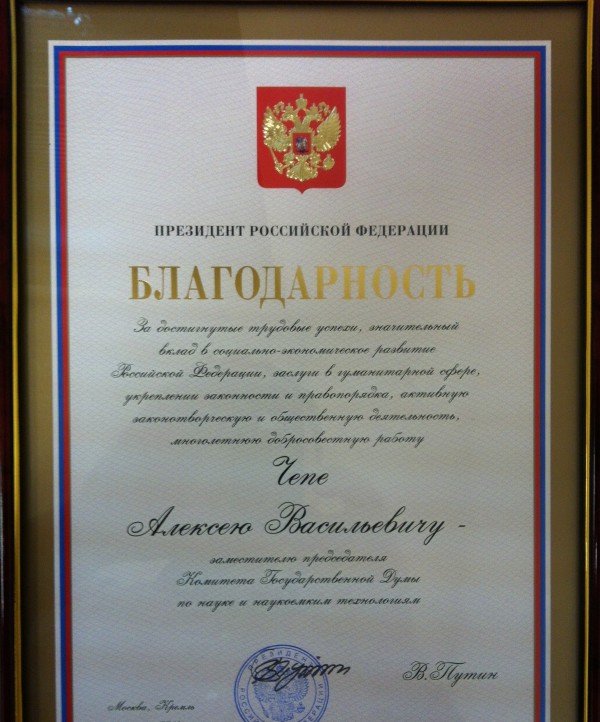 ПРЕЗИДЕНТ РОССИЙСКОЙ ФЕДЕРАЦИИ
БЛАГОДАРНОСТЬ
За достигнутые трудовые успехи, значительный
вклад в социально-экономическое развитие
Российской Федерации, заслуги в гуманитарной сфере,
укреплении законности и правопорядка, активную
законотворческую и общественную деятельность,
многолетнюю добросовестную работу
Чепе
Алексею Васильевичу -
заместителю председателя
Комитета Государственной Думы
по науке и наукоемким технологиям
ПРЕЗИДЕНТ
В.Путин
Москва, Кремль